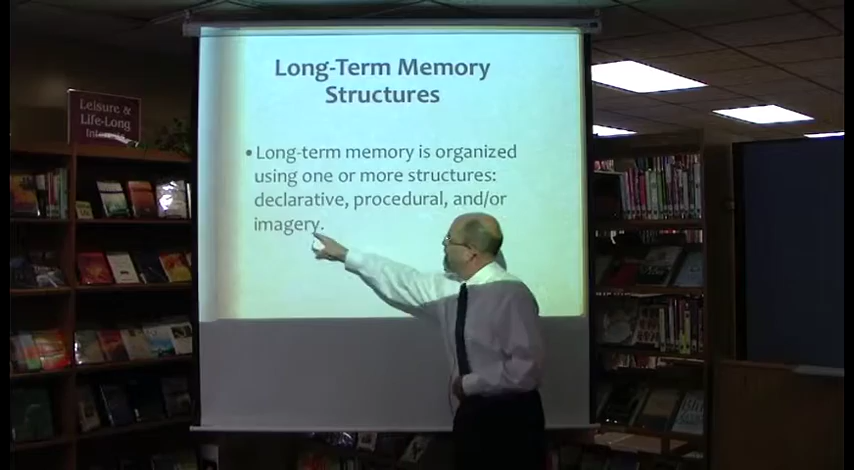 Leisure &
Life-Long
Long-Term Memory
Structures
• Long-term memory is organized
using one or more structures:
declarative, procedural, and/or
imagery.